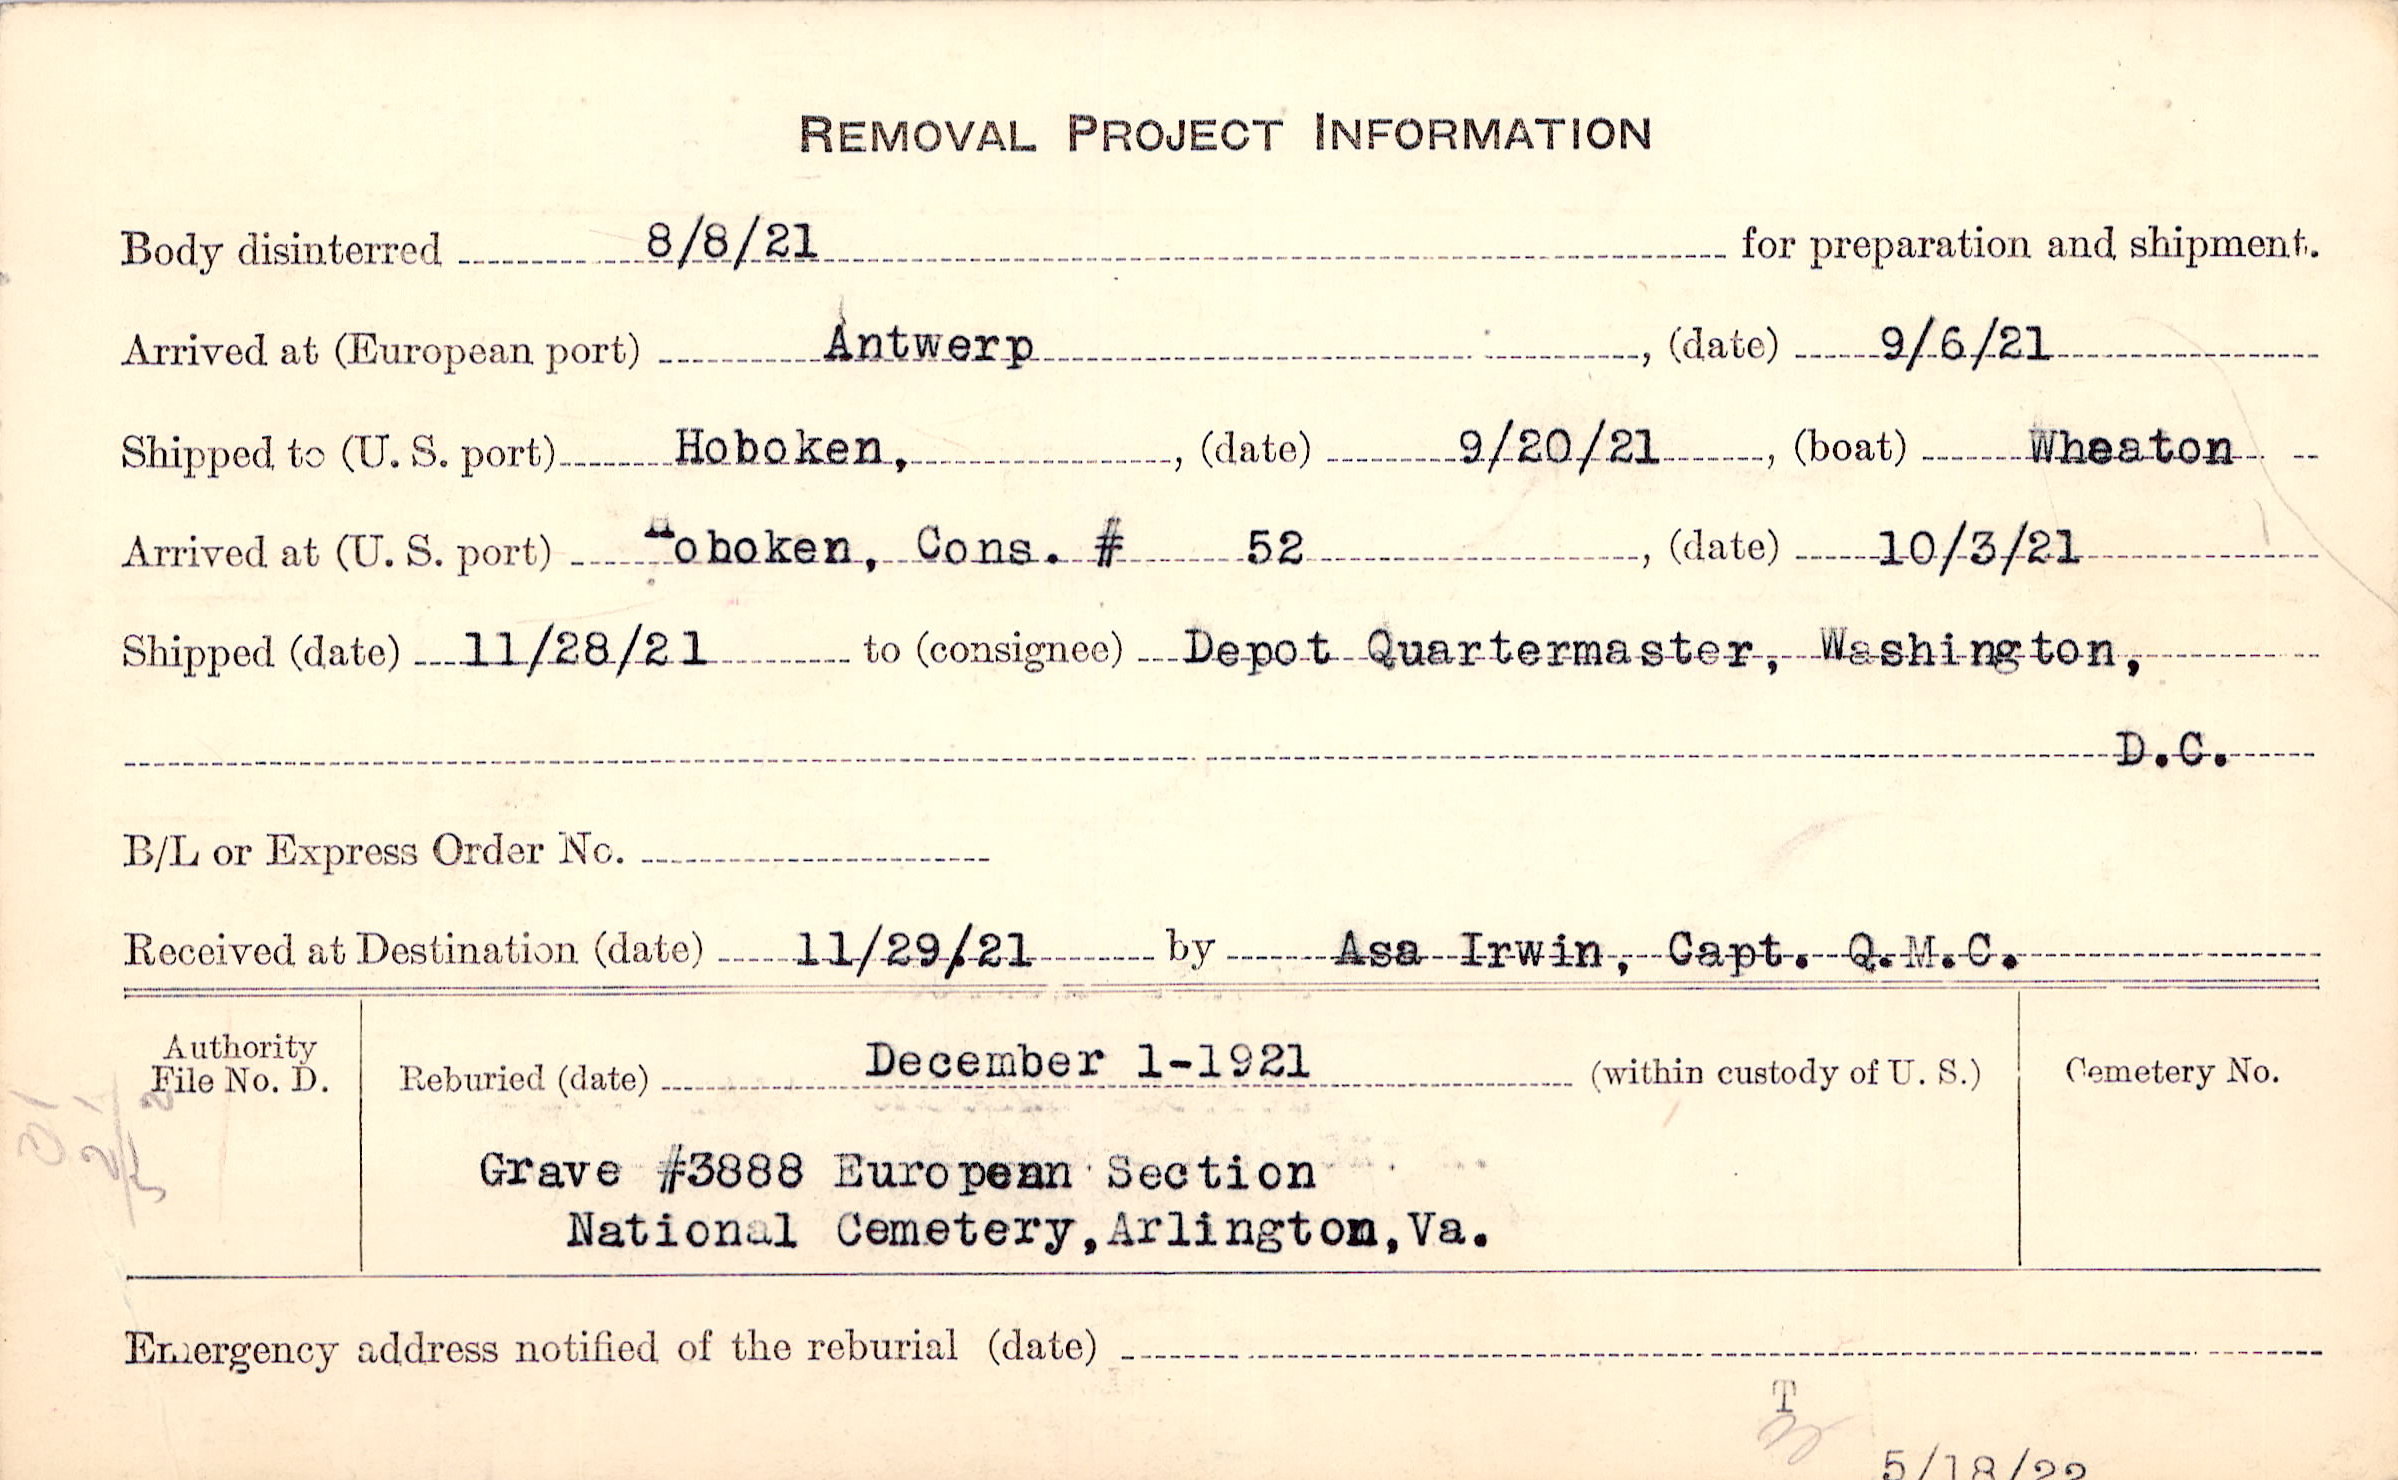 REMOVAL PROJECT INFORMATION
Body disinterred 8/8/21 for preparation and shipment.
Arrived at (European port) Antwerp, (date) 9/6/21
Shipped to (U. S. port) Hoboken, , (date) 9/20/21, (boat) Wheaton
Arrived at (U. S. port) Hoboken, Cons. # 52, (date) 10/3/21
Shipped (date) 11/28/21 to (consignee) Depot Quartermaster, Washington,
D.C.
B/L or Express Order No.
Received at Destination (date) 11/29/21 by Asa Irwin, Capt. Q.M.C.
Authority
File No. D.
Reburied (date) December 1-1921 (within custody of U. S.)
Cemetery No.
Grave #3888 European Section
National Cemetery,Arlington,Va.
Emergency address notified of the reburial (date)
T
5/18/22